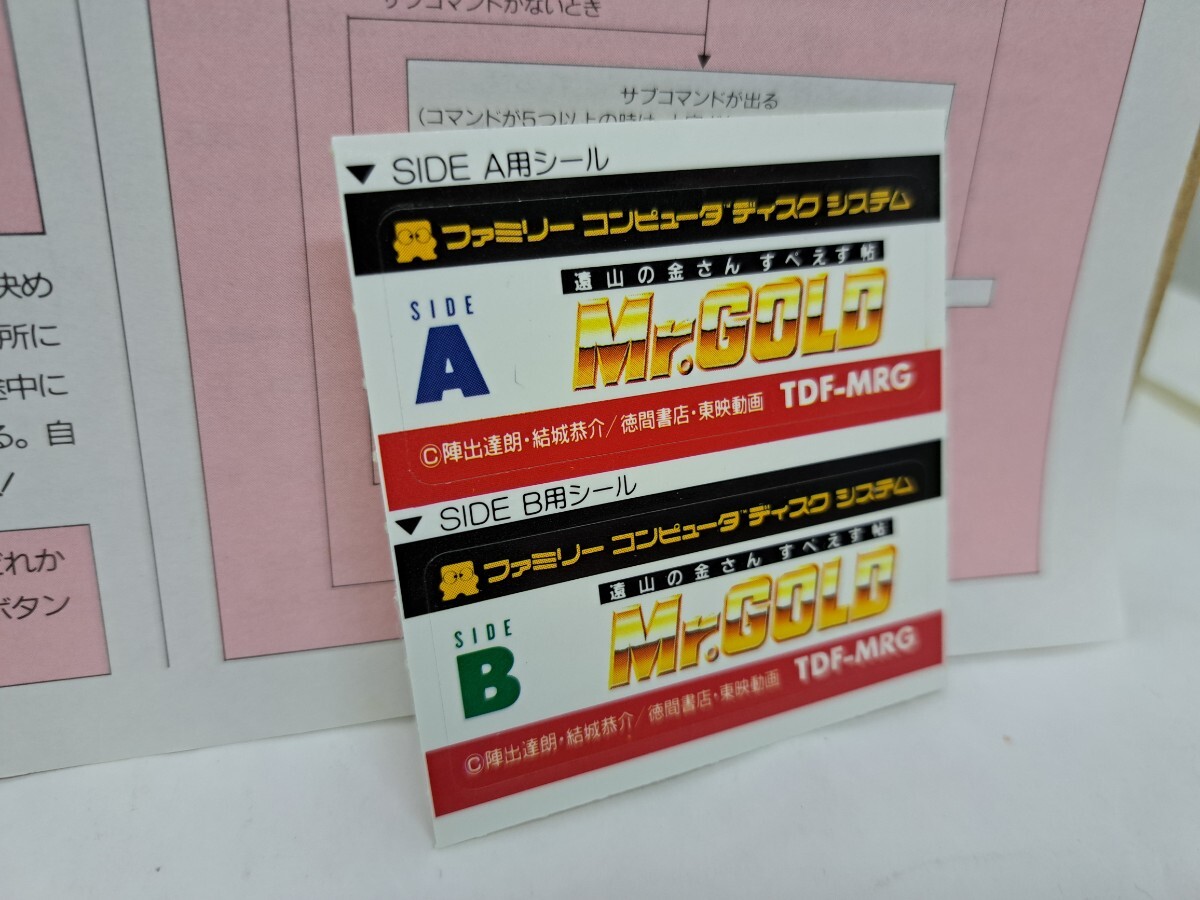 サブコマンドがないとき
サブコマンドが出る
(コマンドが5つ以上の時は
決め
所に
途中に
る。自
!
どれか
ボタン
▼ SIDE A用シール
ファミリー コンピュータ™ ディスク システム
遠山の金さん すぺえす帖
SIDE
A
Mr.GOLD
©陣出達朗・結城恭介/徳間書店・東映動画 TDF-MRG
▼ SIDE B用シール
ファミリー コンピュータ™ ディスク システム
遠山の金さん すぺえす帖
SIDE
B
Mr.GOLD
©陣出達朗・結城恭介/徳間書店・東映動画 TDF-MRG